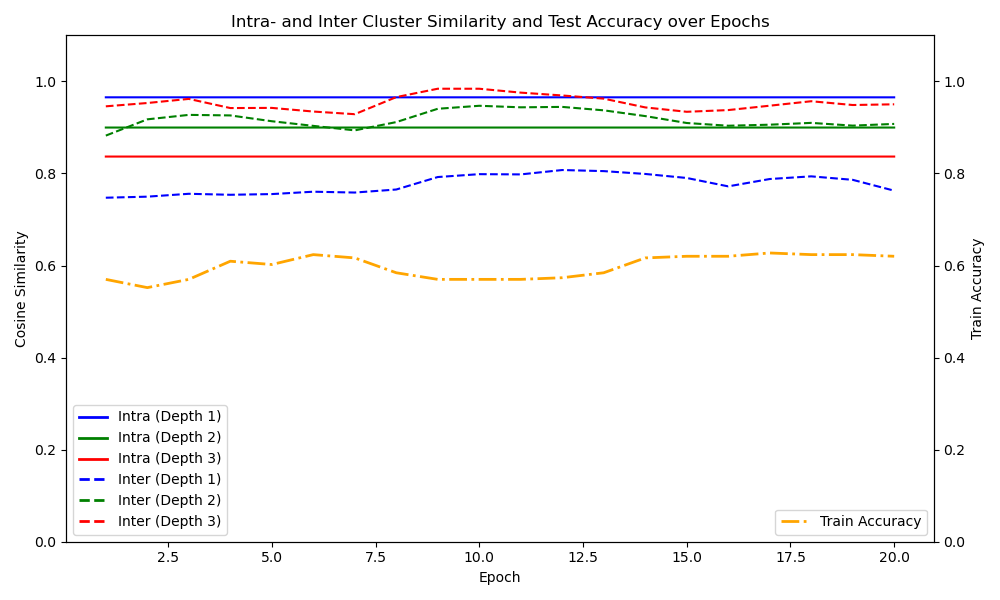 Intra- and Inter Cluster Similarity and Test Accuracy over Epochs
Cosine Similarity
1.0
0.8
0.6
0.4
0.2
0.0
Intra (Depth 1)
Intra (Depth 2)
Intra (Depth 3)
Inter (Depth 1)
Inter (Depth 2)
Inter (Depth 3)
Train Accuracy
1.0
0.8
0.6
0.4
0.2
0.0
Train Accuracy
2.5 5.0 7.5 10.0 12.5 15.0 17.5 20.0
Epoch